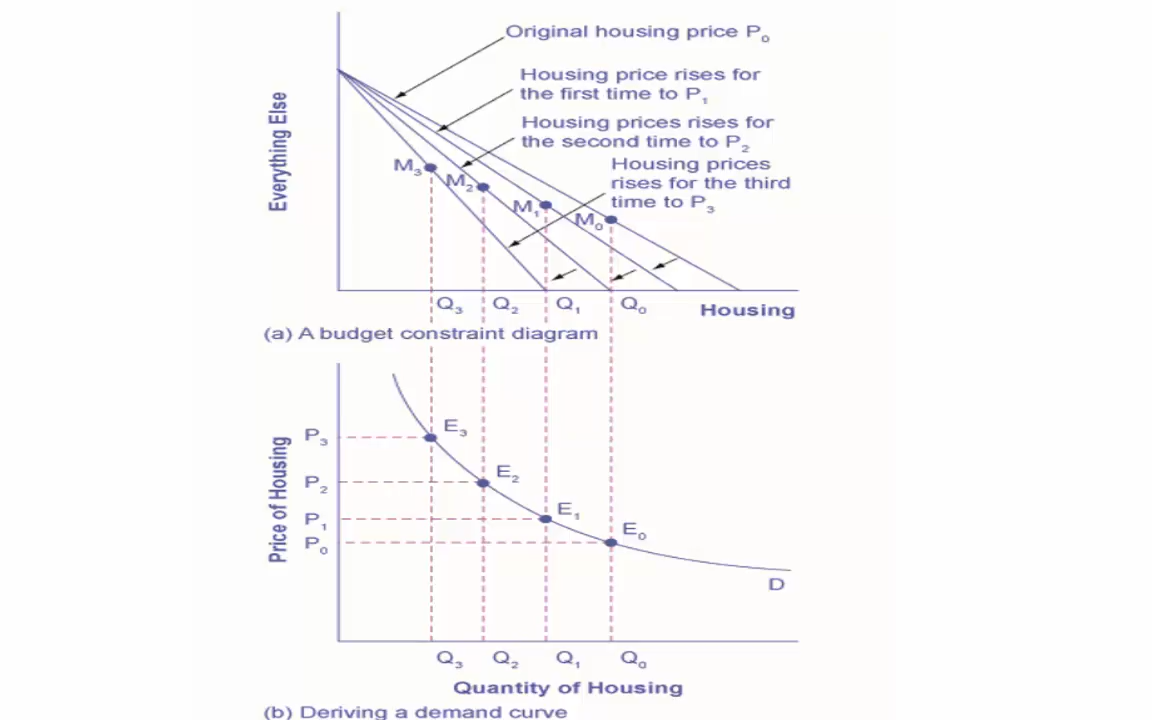 Original housing price P₀
Housing price rises for
the first time to P₁
Housing prices rises for
the second time to P₂
Housing prices
rises for the third
time to P₃
Everything Else
M₃
M₂
M₁
M₀
Q₃ Q₂ Q₁ Q₀
Housing
(a) A budget constraint diagram
Price of Housing
P₃
P₂
P₁
P₀
E₃
E₂
E₁
E₀
D
Q₃ Q₂ Q₁ Q₀
Quantity of Housing
(b) Deriving a demand curve